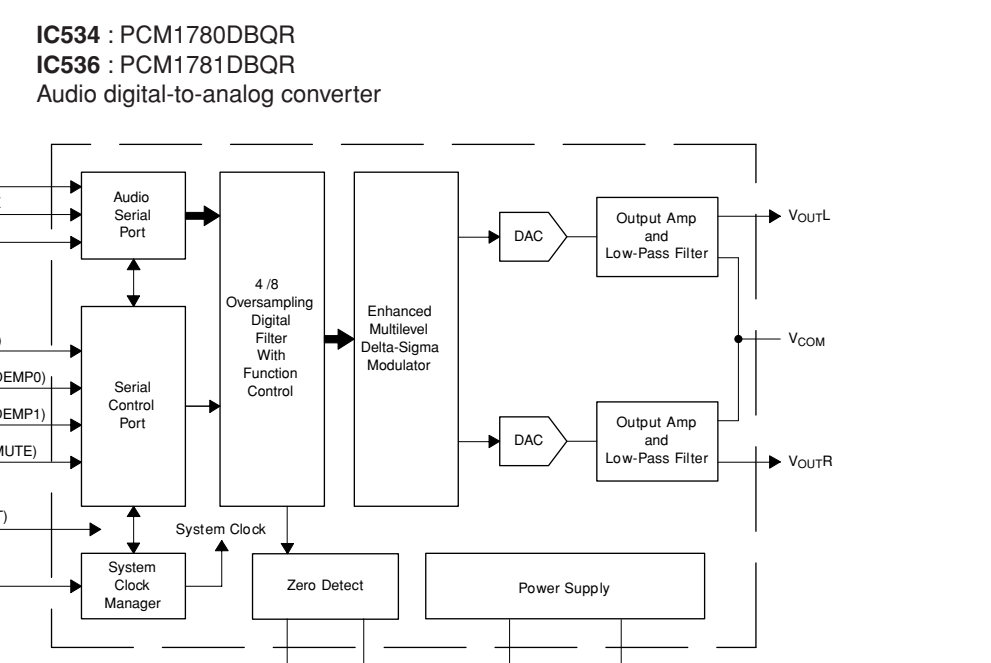 IC534 : PCM1780DBQR
IC536 : PCM1781DBQR
Audio digital-to-analog converter
Audio
Serial
Port
4 /8
Oversampling
Digital
Filter
With
Function
Control
Enhanced
Multilevel
Delta-Sigma
Modulator
DAC
Output Amp
and
Low-Pass Filter
VOUTL
VCOM
DEMP0)
DEMP1)
MUTE)
T)
Serial
Control
Port
DAC
Output Amp
and
Low-Pass Filter
VOUTR
System Clock
System
Clock
Manager
Zero Detect
Power Supply